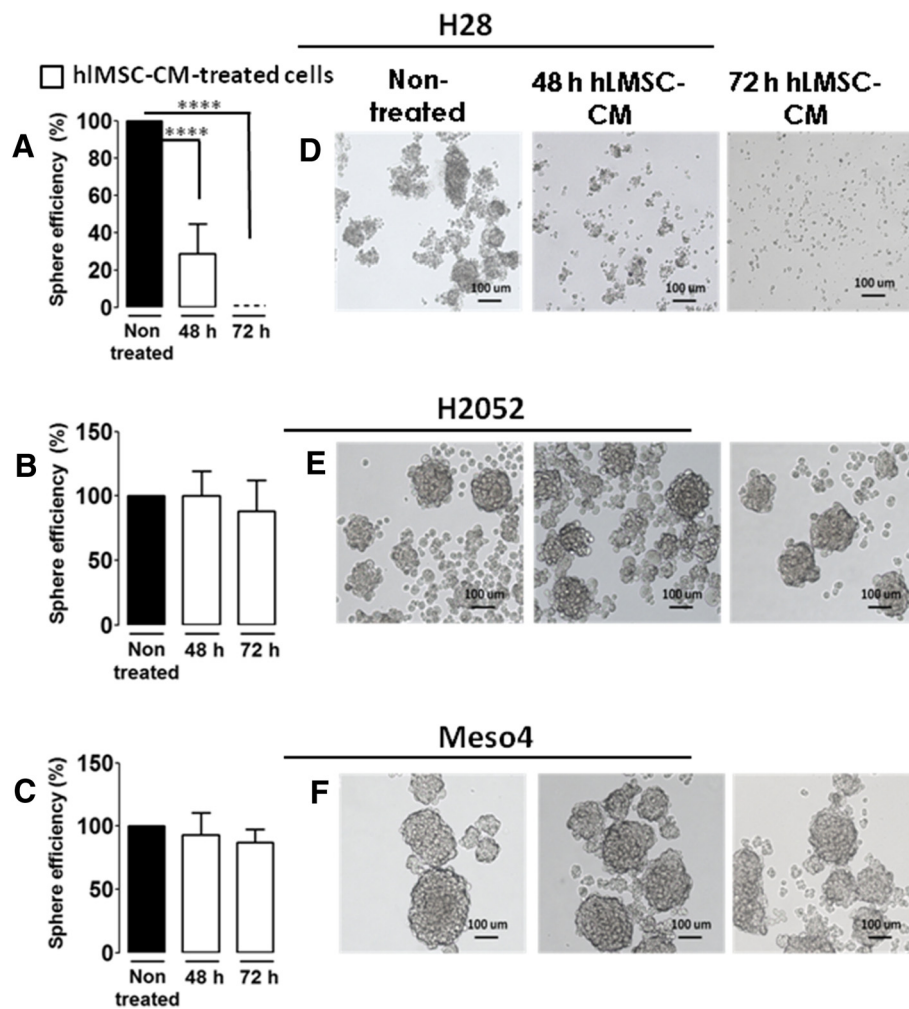 H28
hlMSC-CM-treated cells
Non-
treated
48 h hLMSC-
CM
72 h hLMSC-
CM
A
Sphere efficiency (%)
100
80
60
40
20
0
****
****
Non
treated
48 h
72 h
D
100 um
100 um
100 um
H2052
B
Sphere efficiency (%)
150
100
50
0
Non
treated
48 h
72 h
E
100 um
100 um
100 um
Meso4
C
Sphere efficiency (%)
150
100
50
0
Non
treated
48 h
72 h
F
100 um
100 um
100 um